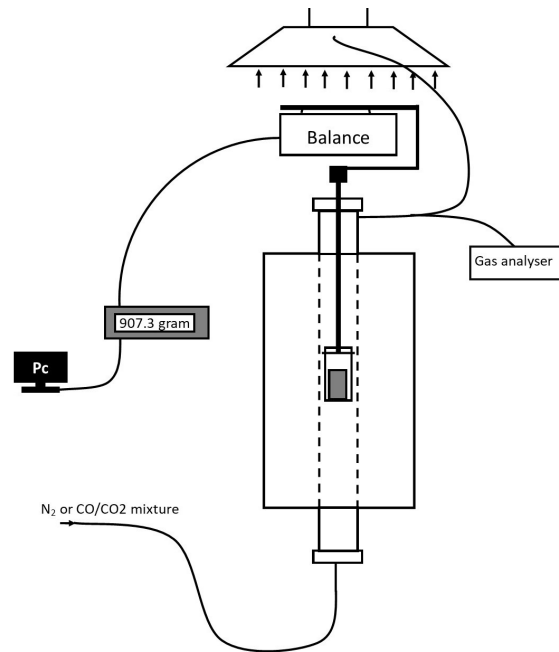 Balance
Gas analyser
907.3 gram
Pc
N₂ or CO/CO2 mixture